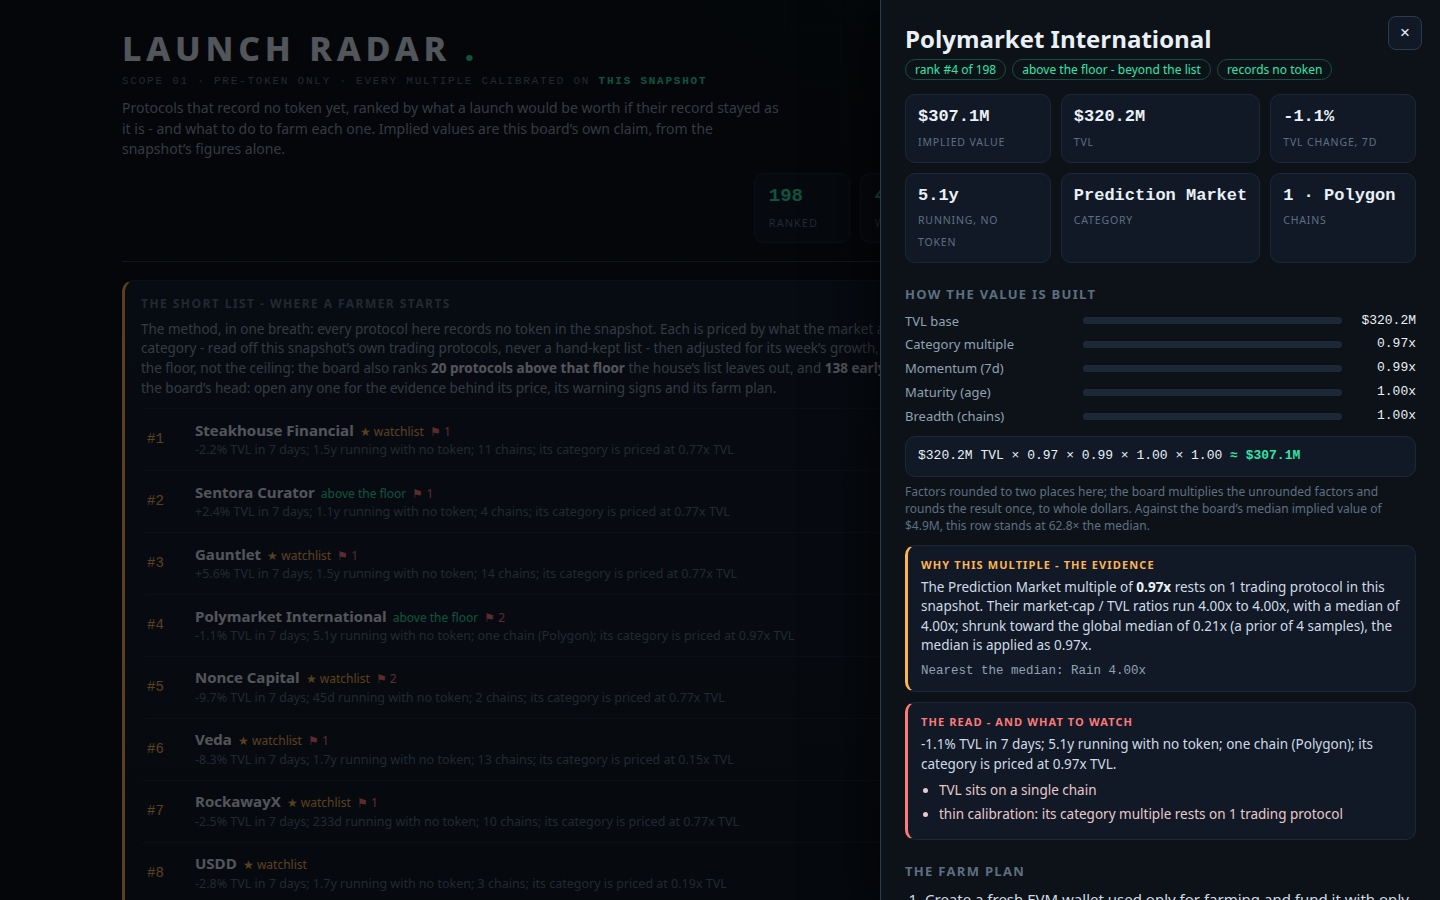 LAUNCH RADAR .
SCOPE 01 · PRE-TOKEN ONLY · EVERY MULTIPLE CALIBRATED ON THIS SNAPSHOT
Protocols that record no token yet, ranked by what a launch would be worth if their record stayed as
it is - and what to do to farm each one. Implied values are this board's own claim, from the
snapshot's figures alone.
198
RANKED
THE SHORT LIST - WHERE A FARMER STARTS
The method, in one breath: every protocol here records no token in the snapshot. Each is priced by what the market
category - read off this snapshot's own trading protocols, never a hand-kept list - then adjusted for its week's growth,
the floor, not the ceiling: the board also ranks 20 protocols above that floor the house's list leaves out, and 138 early
the board's head: open any one for the evidence behind its price, its warning signs and its farm plan.
#1
Steakhouse Financial ★ watchlist ⚑ 1
-2.2% TVL in 7 days; 1.5y running with no token; 11 chains; its category is priced at 0.77x TVL
#2
Sentora Curator above the floor ⚑ 1
+2.4% TVL in 7 days; 1.1y running with no token; 4 chains; its category is priced at 0.77x TVL
#3
Gauntlet ★ watchlist ⚑ 1
+5.6% TVL in 7 days; 1.5y running with no token; 14 chains; its category is priced at 0.77x TVL
#4
Polymarket International above the floor ⚑ 2
-1.1% TVL in 7 days; 5.1y running with no token; one chain (Polygon); its category is priced at 0.97x TVL
#5
Nonce Capital ★ watchlist ⚑ 2
-9.7% TVL in 7 days; 45d running with no token; 2 chains; its category is priced at 0.77x TVL
#6
Veda ★ watchlist ⚑ 1
-8.3% TVL in 7 days; 1.7y running with no token; 13 chains; its category is priced at 0.15x TVL
#7
RockawayX ★ watchlist ⚑ 1
-2.5% TVL in 7 days; 233d running with no token; 10 chains; its category is priced at 0.77x TVL
#8
USDD ★ watchlist
-2.8% TVL in 7 days; 1.7y running with no token; 3 chains; its category is priced at 0.19x TVL
Polymarket International
×
rank #4 of 198
above the floor - beyond the list
records no token
$307.1M
IMPLIED VALUE
$320.2M
TVL
-1.1%
TVL CHANGE, 7D
5.1y
RUNNING, NO
TOKEN
Prediction Market
CATEGORY
1 · Polygon
CHAINS
HOW THE VALUE IS BUILT
TVL base $320.2M
Category multiple 0.97x
Momentum (7d) 0.99x
Maturity (age) 1.00x
Breadth (chains) 1.00x
$320.2M TVL × 0.97 × 0.99 × 1.00 × 1.00 ≈ $307.1M
Factors rounded to two places here; the board multiplies the unrounded factors and
rounds the result once, to whole dollars. Against the board's median implied value of
$4.9M, this row stands at 62.8× the median.
WHY THIS MULTIPLE - THE EVIDENCE
The Prediction Market multiple of 0.97x rests on 1 trading protocol in this
snapshot. Their market-cap / TVL ratios run 4.00x to 4.00x, with a median of
4.00x; shrunk toward the global median of 0.21x (a prior of 4 samples), the
median is applied as 0.97x.
Nearest the median: Rain 4.00x
THE READ - AND WHAT TO WATCH
-1.1% TVL in 7 days; 5.1y running with no token; one chain (Polygon); its
category is priced at 0.97x TVL.
• TVL sits on a single chain
• thin calibration: its category multiple rests on 1 trading protocol
THE FARM PLAN
1. Create a fresh EVM wallet used only for farming and fund it with only